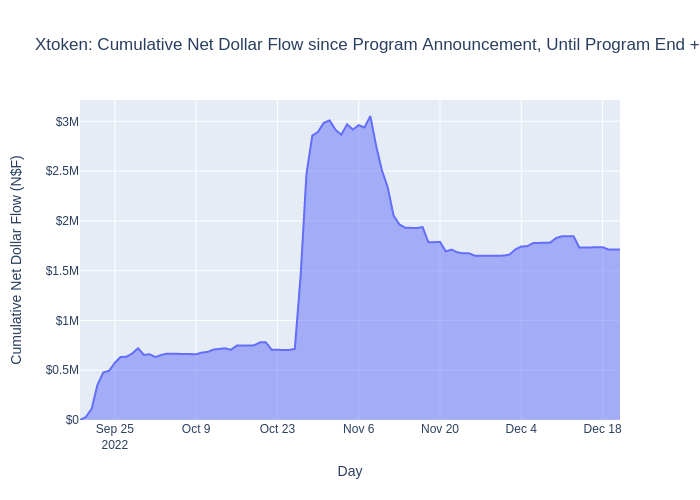 Xtoken: Cumulative Net Dollar Flow since Program Announcement, Until Program End +
$3M
$2.5M
$2M
$1.5M
$1M
$0.5M
$0
Cumulative Net Dollar Flow (N$F)
Sep 25
2022
Oct 9
Oct 23
Nov 6
Nov 20
Dec 4
Dec 18
Day